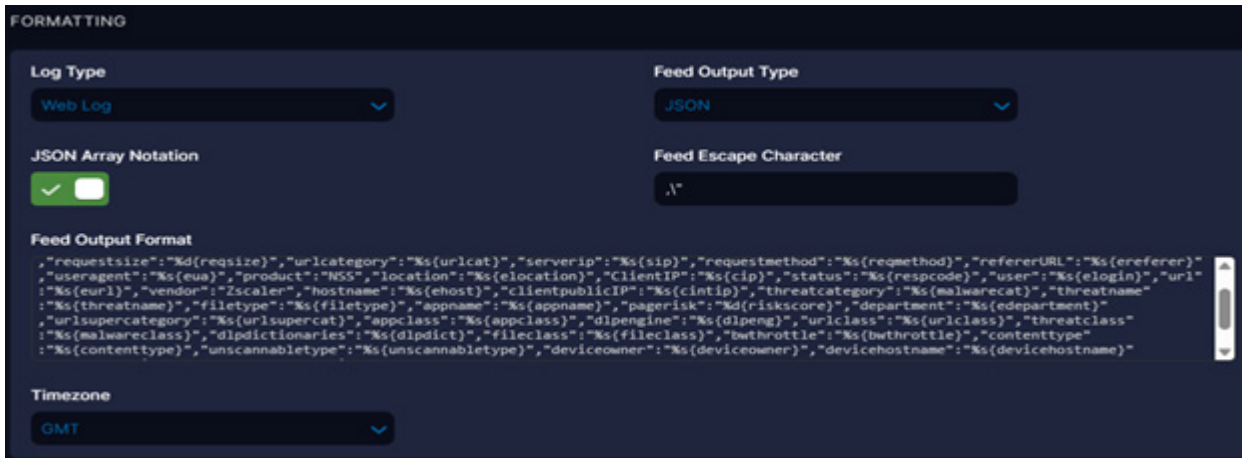 FORMATTING
Log Type
Feed Output Type
Web Log
JSON
JSON Array Notation
Feed Escape Character
,\"
Feed Output Format
,"requestsize":"%d{reqsize}","urlcategory":"%s{urlcat}","serverip":"%s{sip}","requestmethod":"%s{reqmethod}","refererURL":"%s{ereferer}"
,"useragent":"%s{eua}","product":"NSS","location":"%s{elocation}","ClientIP":"%s{cip}","status":"%s{respcode}","user":"%s{elogin}","url"
:"%s{eurl}","vendor":"Zscaler","hostname":"%s{ehost}","clientpublicIP":"%s{cintip}","threatcategory":"%s{malwarecat}","threatname"
:"%s{threatname}","filetype":"%s{filetype}","appname":"%s{appname}","pagerisk":"%d{riskscore}","department":"%s{edepartment}"
,"urlsupercategory":"%s{urlsupercat}","appclass":"%s{appclass}","dlpengine":"%s{dlpeng}","urlclass":"%s{urlclass}","threatclass"
:"%s{malwareclass}","dlpdictionaries":"%s{dlpdict}","fileclass":"%s{fileclass}","bwthrottle":"%s{bwthrottle}","contenttype"
:"%s{contenttype}","unscannabletype":"%s{unscannabletype}","deviceowner":"%s{deviceowner}","devicehostname":"%s{devicehostname}"
Timezone
GMT